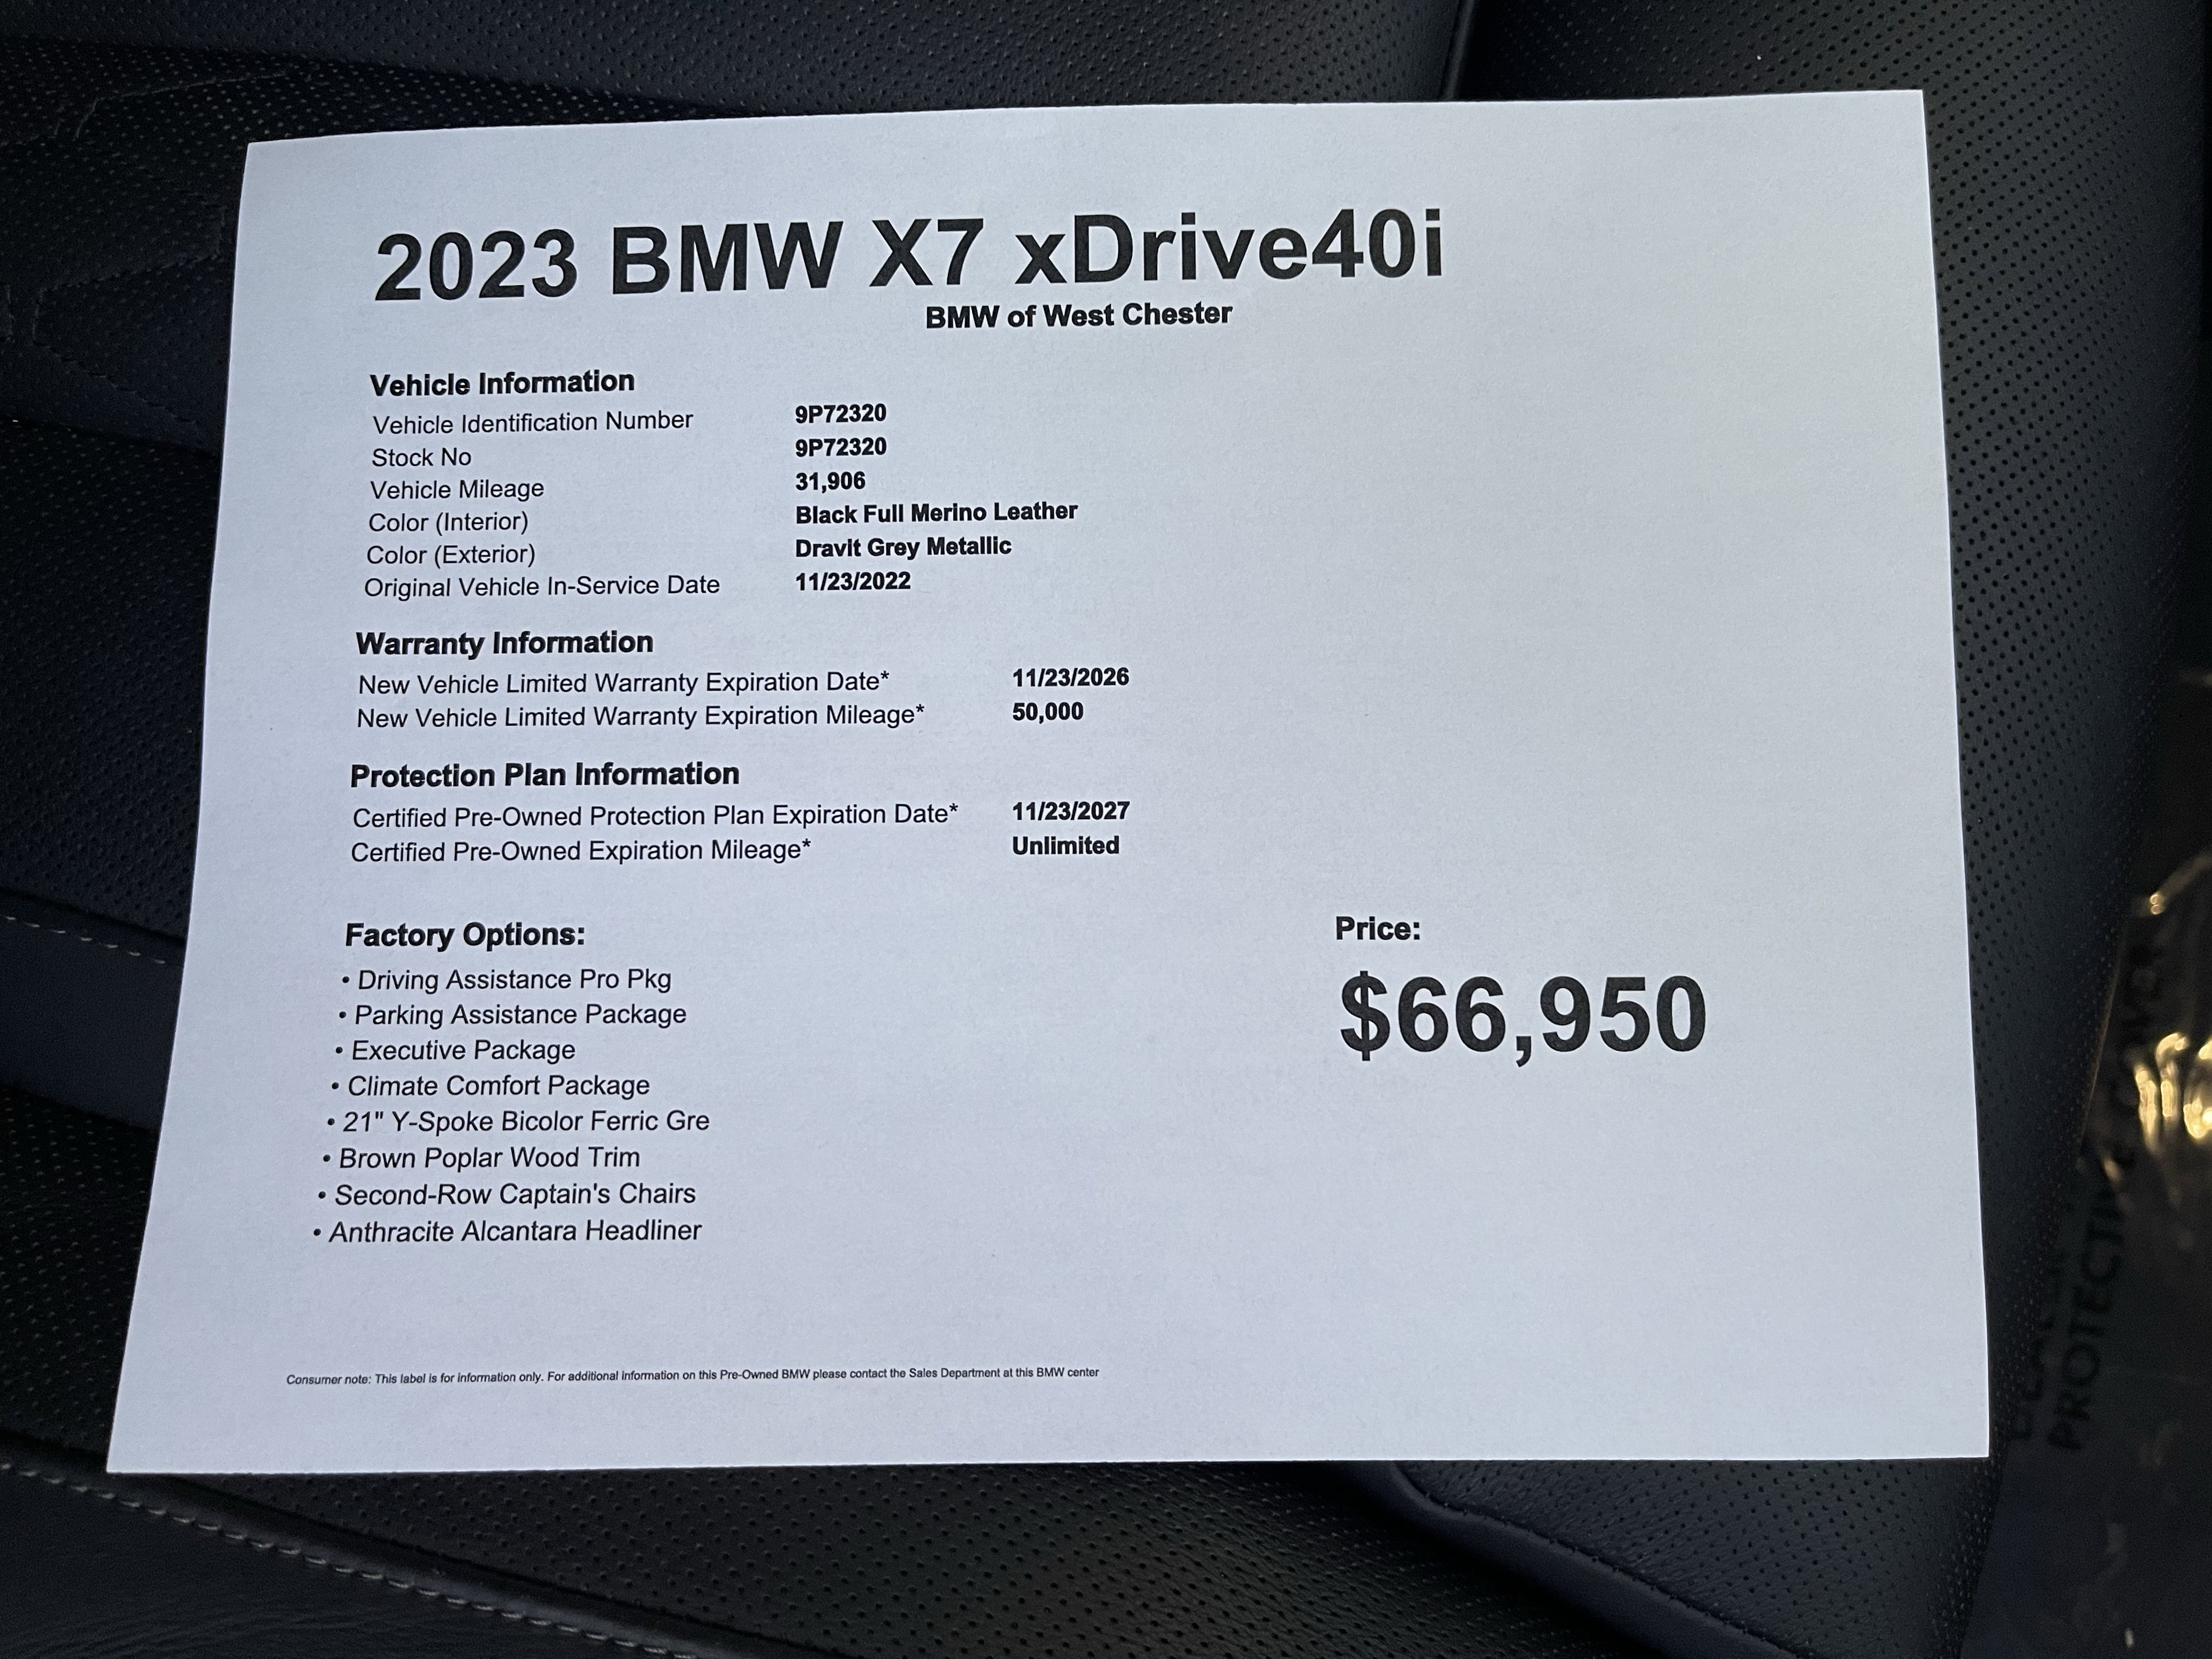 2023 BMW X7 xDrive40i
BMW of West Chester
Vehicle Information
Vehicle Identification Number 9P72320
Stock No 9P72320
Vehicle Mileage 31,906
Color (Interior) Black Full Merino Leather
Color (Exterior) Dravit Grey Metallic
Original Vehicle In-Service Date 11/23/2022
Warranty Information
New Vehicle Limited Warranty Expiration Date* 11/23/2026
New Vehicle Limited Warranty Expiration Mileage* 50,000
Protection Plan Information
Certified Pre-Owned Protection Plan Expiration Date* 11/23/2027
Certified Pre-Owned Expiration Mileage* Unlimited
Factory Options:
• Driving Assistance Pro Pkg
• Parking Assistance Package
• Executive Package
• Climate Comfort Package
• 21" Y-Spoke Bicolor Ferric Gre
• Brown Poplar Wood Trim
• Second-Row Captain's Chairs
• Anthracite Alcantara Headliner
Price:
$66,950
Consumer note: This label is for information only. For additional information on this Pre-Owned BMW please contact the Sales Department at this BMW center